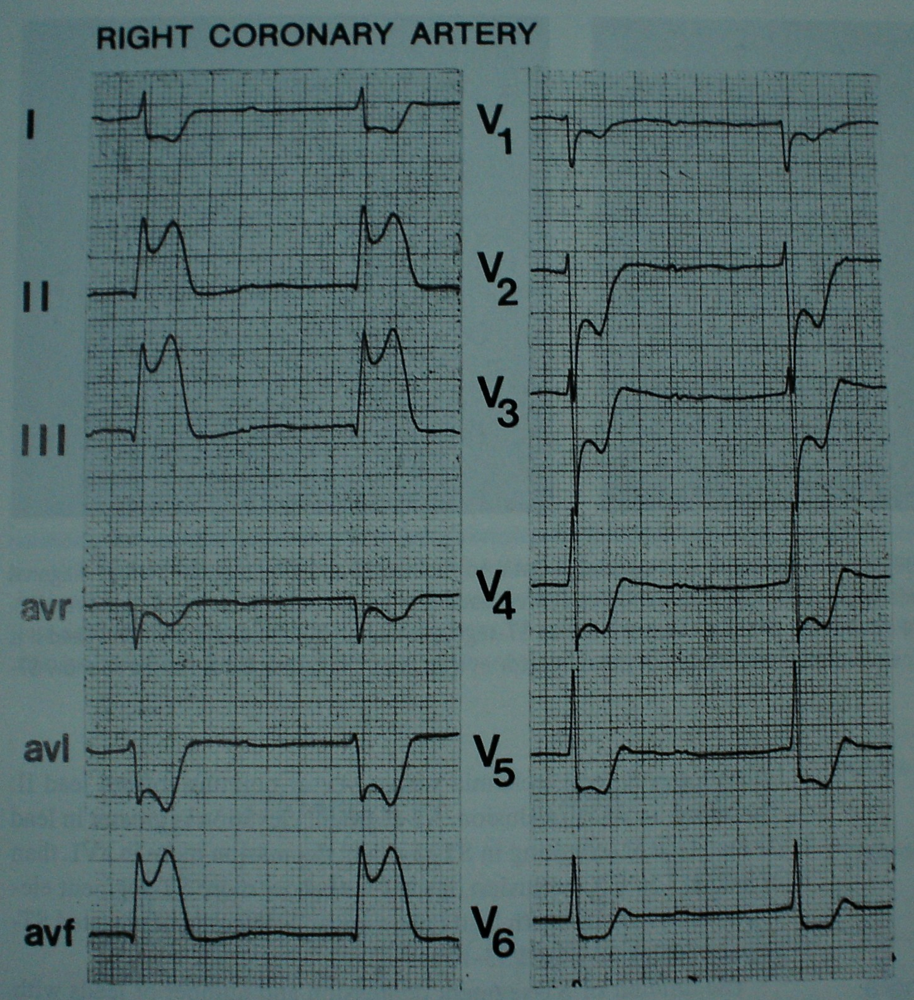 RIGHT CORONARY ARTERY
I
II
III
avr
avl
avf
V1
V2
V3
V4
V5
V6